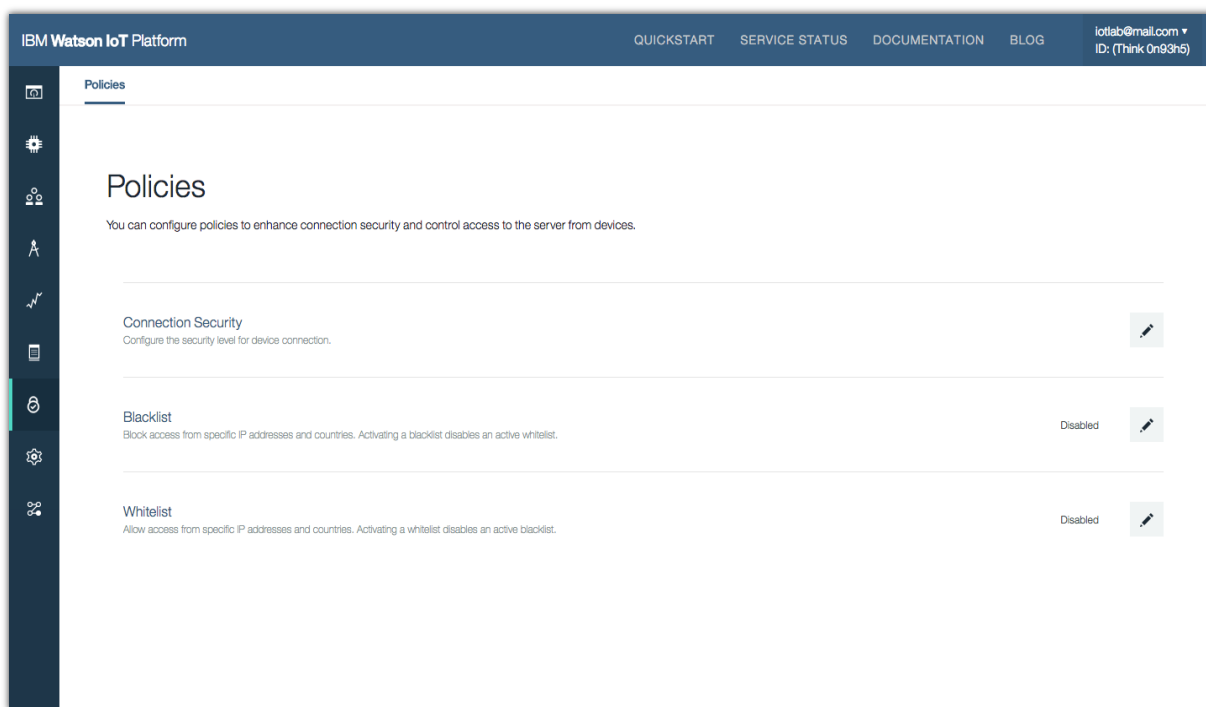 IBM Watson IoT Platform
QUICKSTART SERVICE STATUS DOCUMENTATION BLOG
iotlab@mail.com ▾
ID: (Think 0n93h5)
Policies
Policies
You can configure policies to enhance connection security and control access to the server from devices.
Connection Security
Configure the security level for device connection.
Blacklist
Block access from specific IP addresses and countries. Activating a blacklist disables an active whitelist.
Disabled
Whitelist
Allow access from specific IP addresses and countries. Activating a whitelist disables an active blacklist.
Disabled